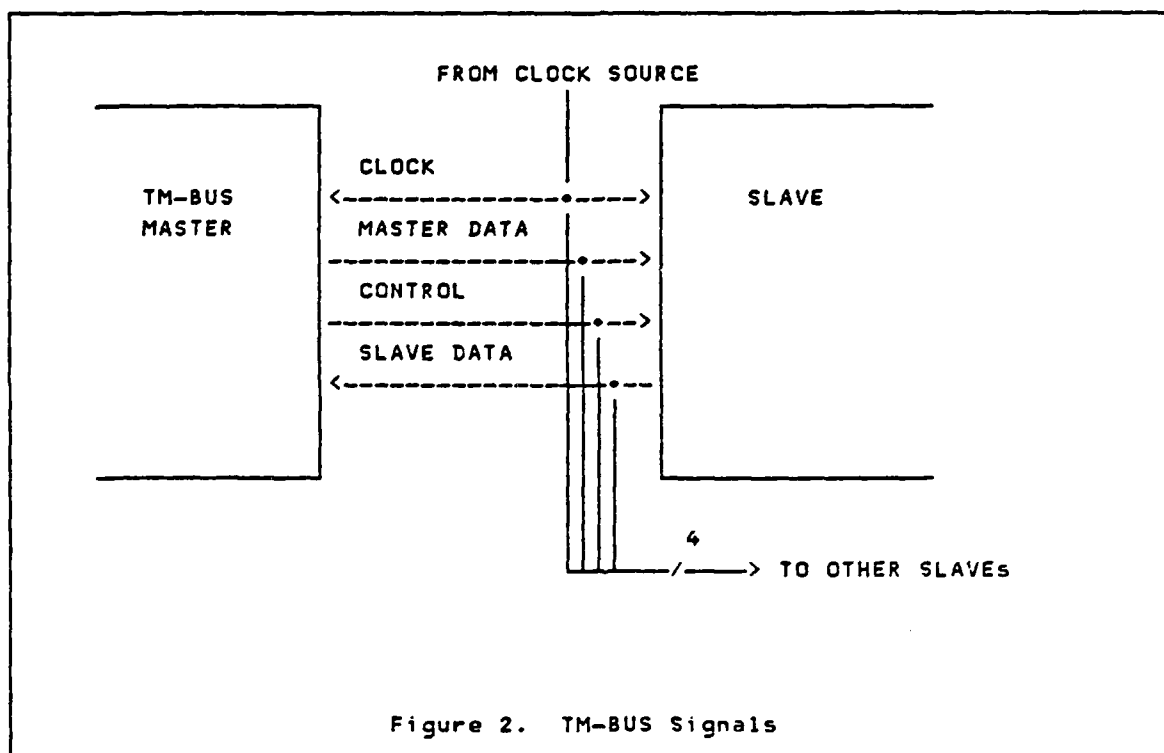 FROM CLOCK SOURCE
CLOCK
TM-BUS
MASTER
SLAVE
MASTER DATA
CONTROL
SLAVE DATA
4
TO OTHER SLAVEs
Figure 2. TM-BUS Signals